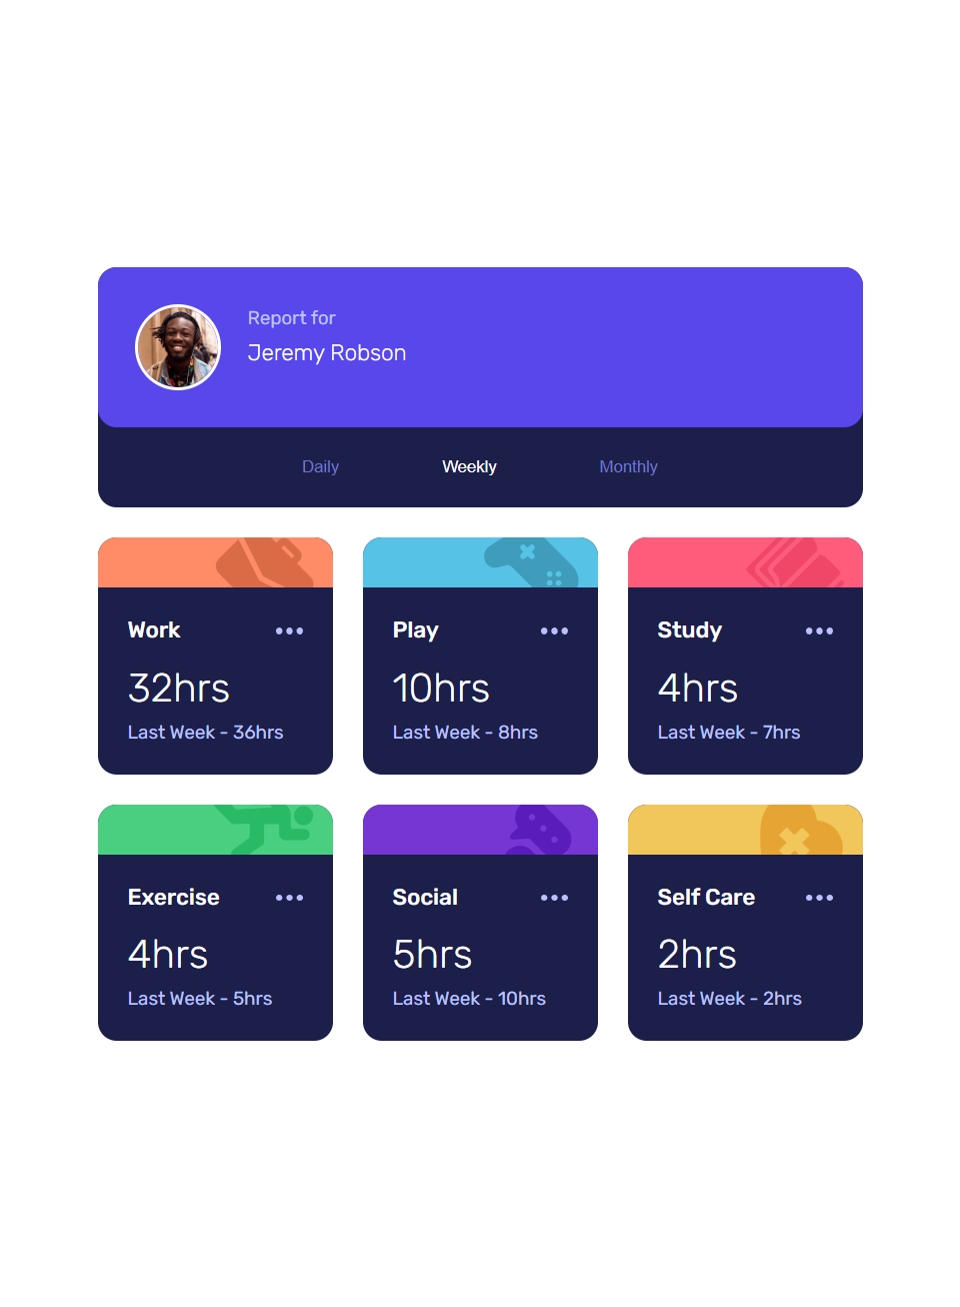 Report for
Jeremy Robson
Daily Weekly Monthly
Work
32hrs
Last Week - 36hrs
Play
10hrs
Last Week - 8hrs
Study
4hrs
Last Week - 7hrs
Exercise
4hrs
Last Week - 5hrs
Social
5hrs
Last Week - 10hrs
Self Care
2hrs
Last Week - 2hrs